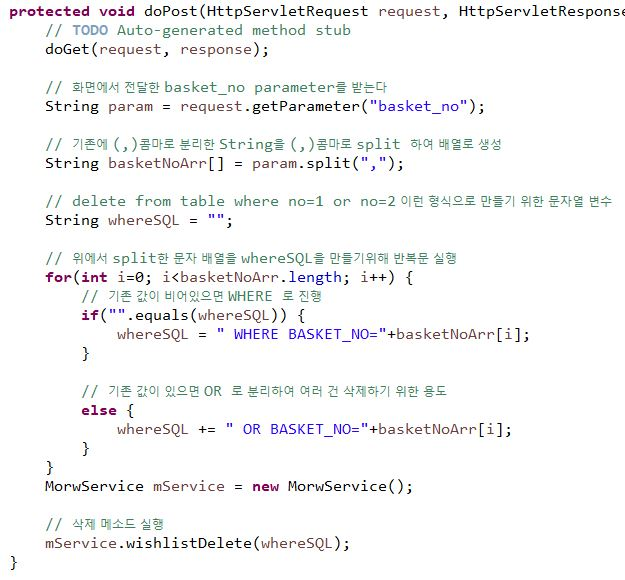 protected void doPost(HttpServletRequest request, HttpServletResponse
// TODO Auto-generated method stub
doGet(request, response);
// 화면에서 전달한 basket_no parameter를 받는다
String param = request.getParameter("basket_no");
// 기존에 (,)콤마로 분리한 String을 (,)콤마로 split 하여 배열로 생성
String basketNoArr[] = param.split(",");
// delete from table where no=1 or no=2 이런 형식으로 만들기 위한 문자열 변수
String whereSQL = "";
// 위에서 split한 문자 배열을 whereSQL을 만들기위해 반복문 실행
for(int i=0; i<basketNoArr.length; i++) {
// 기존 값이 비어있으면 WHERE 로 진행
if("".equals(whereSQL)) {
whereSQL = " WHERE BASKET_NO="+basketNoArr[i];
}
// 기존 값이 있으면 OR 로 분리하여 여러 건 삭제하기 위한 용도
else {
whereSQL += " OR BASKET_NO="+basketNoArr[i];
}
}
MorwService mService = new MorwService();
// 삭제 메소드 실행
mService.wishlistDelete(whereSQL);
}